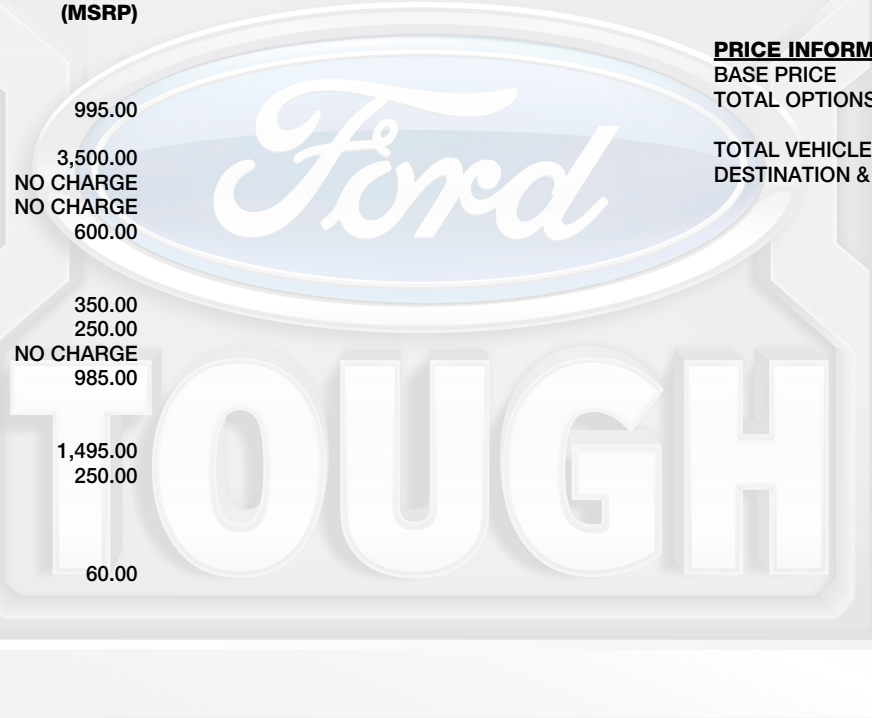 (MSRP)
995.00
3,500.00
NO CHARGE
NO CHARGE
600.00
350.00
250.00
NO CHARGE
985.00
1,495.00
250.00
60.00
PRICE INFORM
BASE PRICE
TOTAL OPTIONS
TOTAL VEHICLE
DESTINATION &
Ford
TOUGH